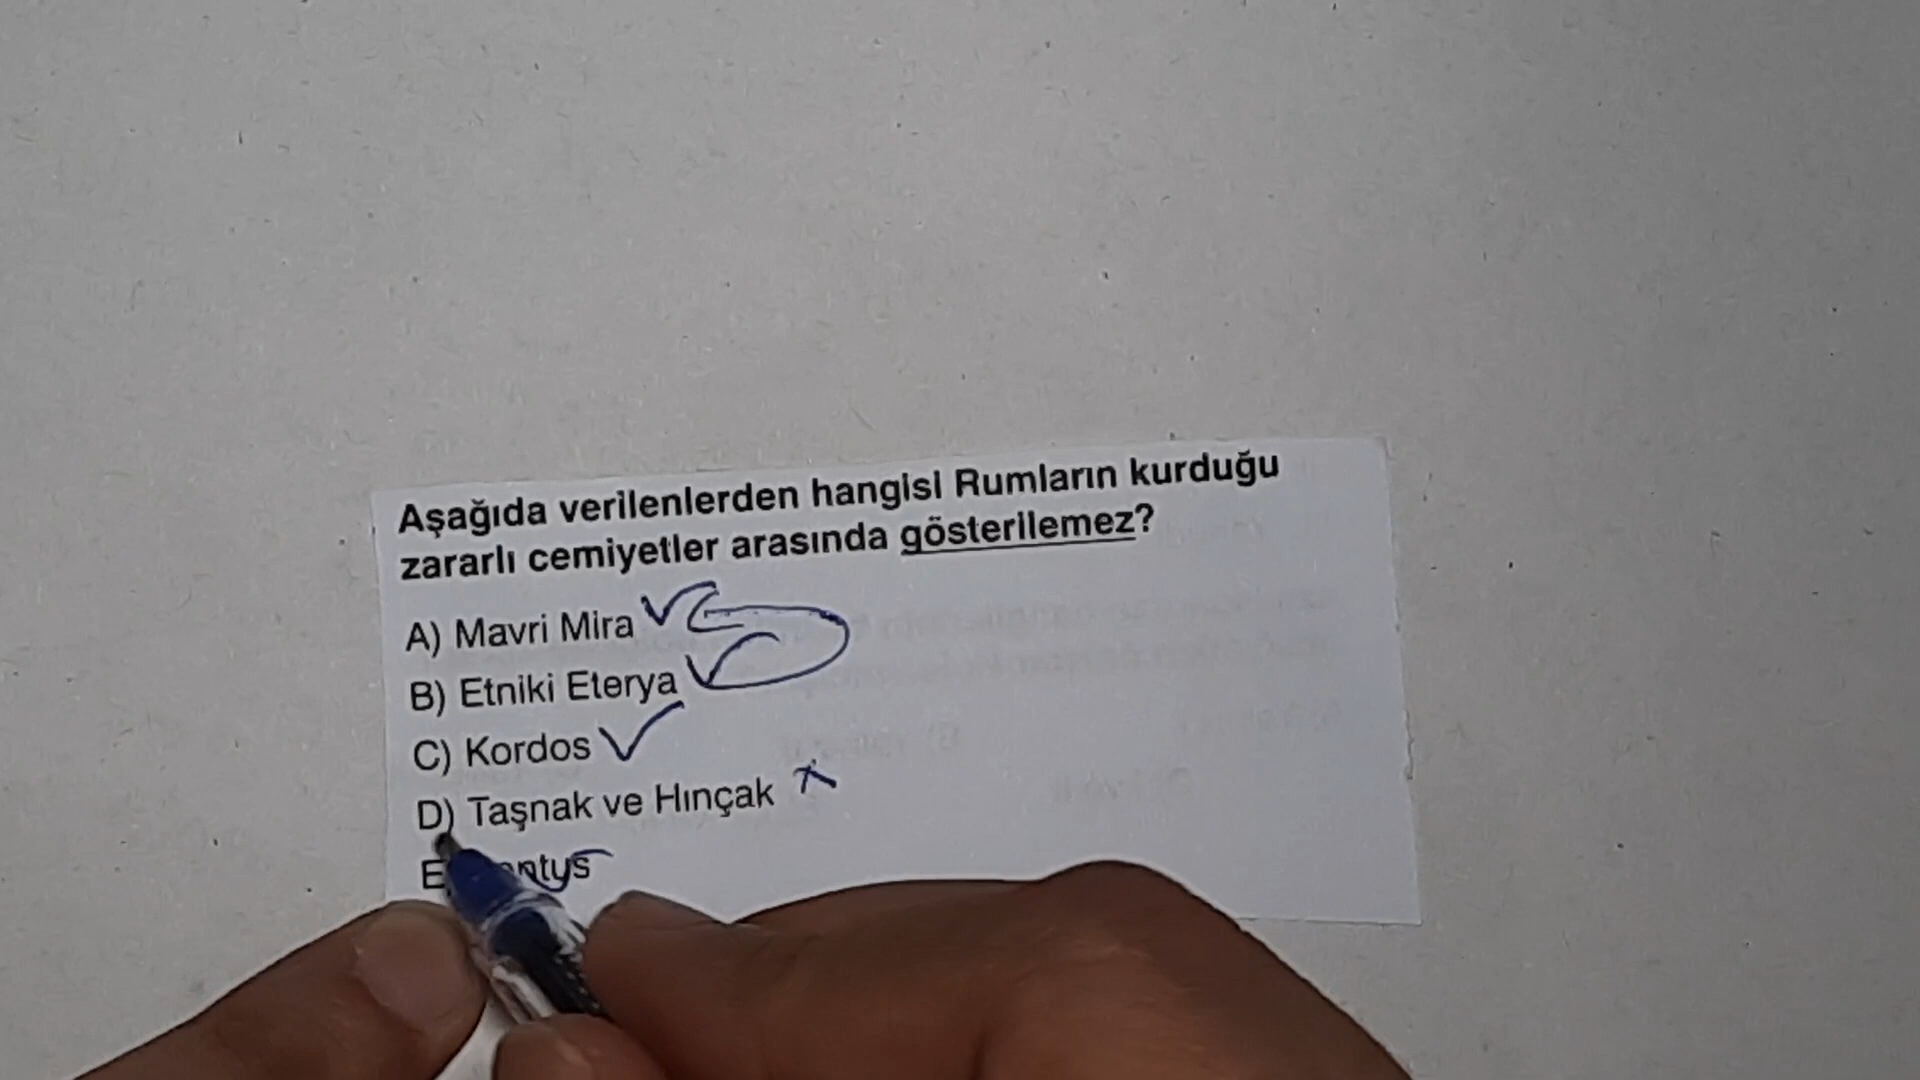 Aşağıda verilenlerden hangisi Rumların kurduğu
zararlı cemiyetler arasında gösterilemez?
A) Mavri Mira
B) Etniki Eterya
C) Kordos
D) Taşnak ve Hınçak